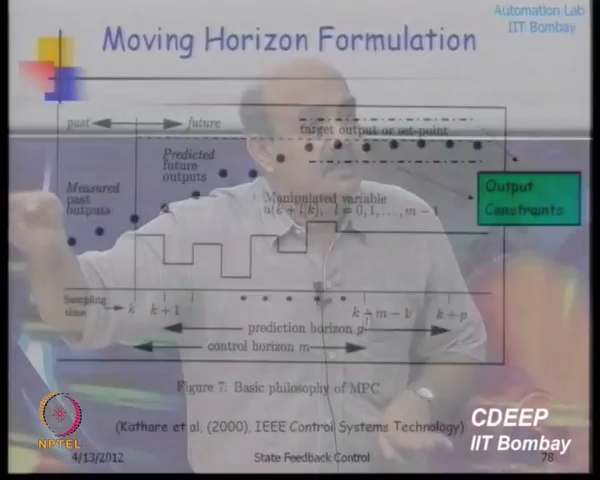 Automation Lab
IIT Bombay
Moving Horizon Formulation
past
future
target output or set-point
Predicted
future
outputs
Measured
past
outputs
Manipulated variable
u(k + l|k), l = 0, 1, . . . , m − 1
Output
Constraints
Sampling
time
k
k + 1
k + m − 1
k + p
prediction horizon p
control horizon m
Figure 7: Basic philosophy of MPC
(Kothare et al, (2000), IEEE Control Systems Technology)
NPTEL
CDEEP
IIT Bombay
4/13/2012
State Feedback Control
78